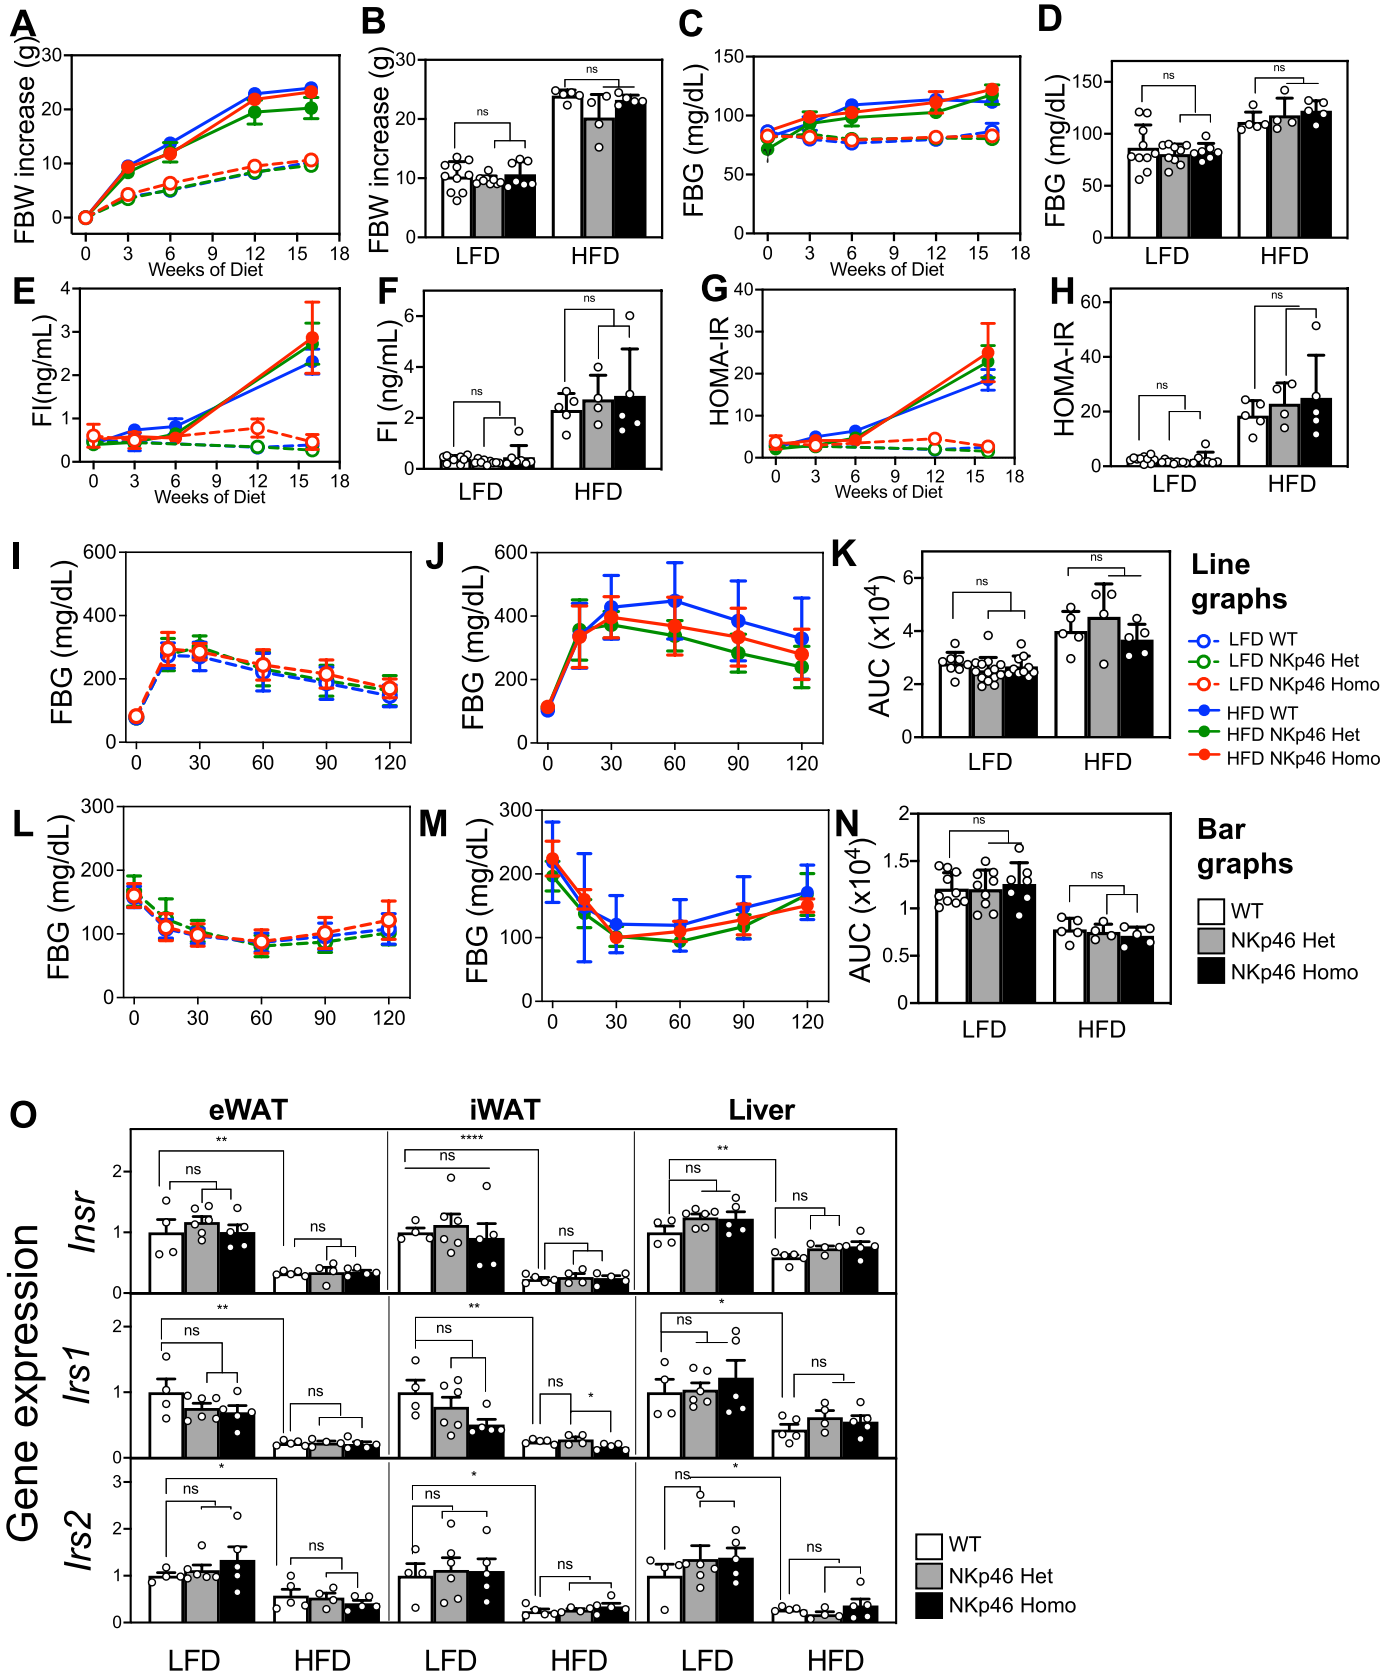 A
FBW increase (g)
30
20
10
0
0 3 6 9 12 15 18
Weeks of Diet
B
FBW increase (g)
30
20
10
0
ns
ns
LFD HFD
C
FBG (mg/dL)
150
100
50
0
0 3 6 9 12 15 18
Weeks of Diet
D
FBG (mg/dL)
150
100
50
0
ns
ns
LFD HFD
E
FI(ng/mL)
4
3
2
1
0
0 3 6 9 12 15 18
Weeks of Diet
F
FI (ng/mL)
6
4
2
0
ns
ns
LFD HFD
G
HOMA-IR
40
30
20
10
0
0 3 6 9 12 15 18
Weeks of Diet
H
HOMA-IR
60
40
20
0
ns
ns
LFD HFD
I
FBG (mg/dL)
600
400
200
0
0 30 60 90 120
J
FBG (mg/dL)
600
400
200
0
0 30 60 90 120
K
AUC (x10⁴)
6
4
2
0
ns
ns
LFD HFD
Line
graphs
LFD WT
LFD NKp46 Het
LFD NKp46 Homo
HFD WT
HFD NKp46 Het
HFD NKp46 Homo
L
FBG (mg/dL)
300
200
100
0
0 30 60 90 120
M
FBG (mg/dL)
300
200
100
0
0 30 60 90 120
N
AUC (x10⁴)
2
1.5
1
0.5
0
ns
ns
LFD HFD
Bar
graphs
WT
NKp46 Het
NKp46 Homo
O
Gene expression
eWAT iWAT Liver
Insr
2
1
0
** ns ns
**** ns ns
** ns ns
Irs1
2
1
0
** ns ns
** ns ns *
* ns ns
Irs2
3
2
1
0
* ns ns
* ns ns
* ns ns
LFD HFD LFD HFD LFD HFD
WT
NKp46 Het
NKp46 Homo